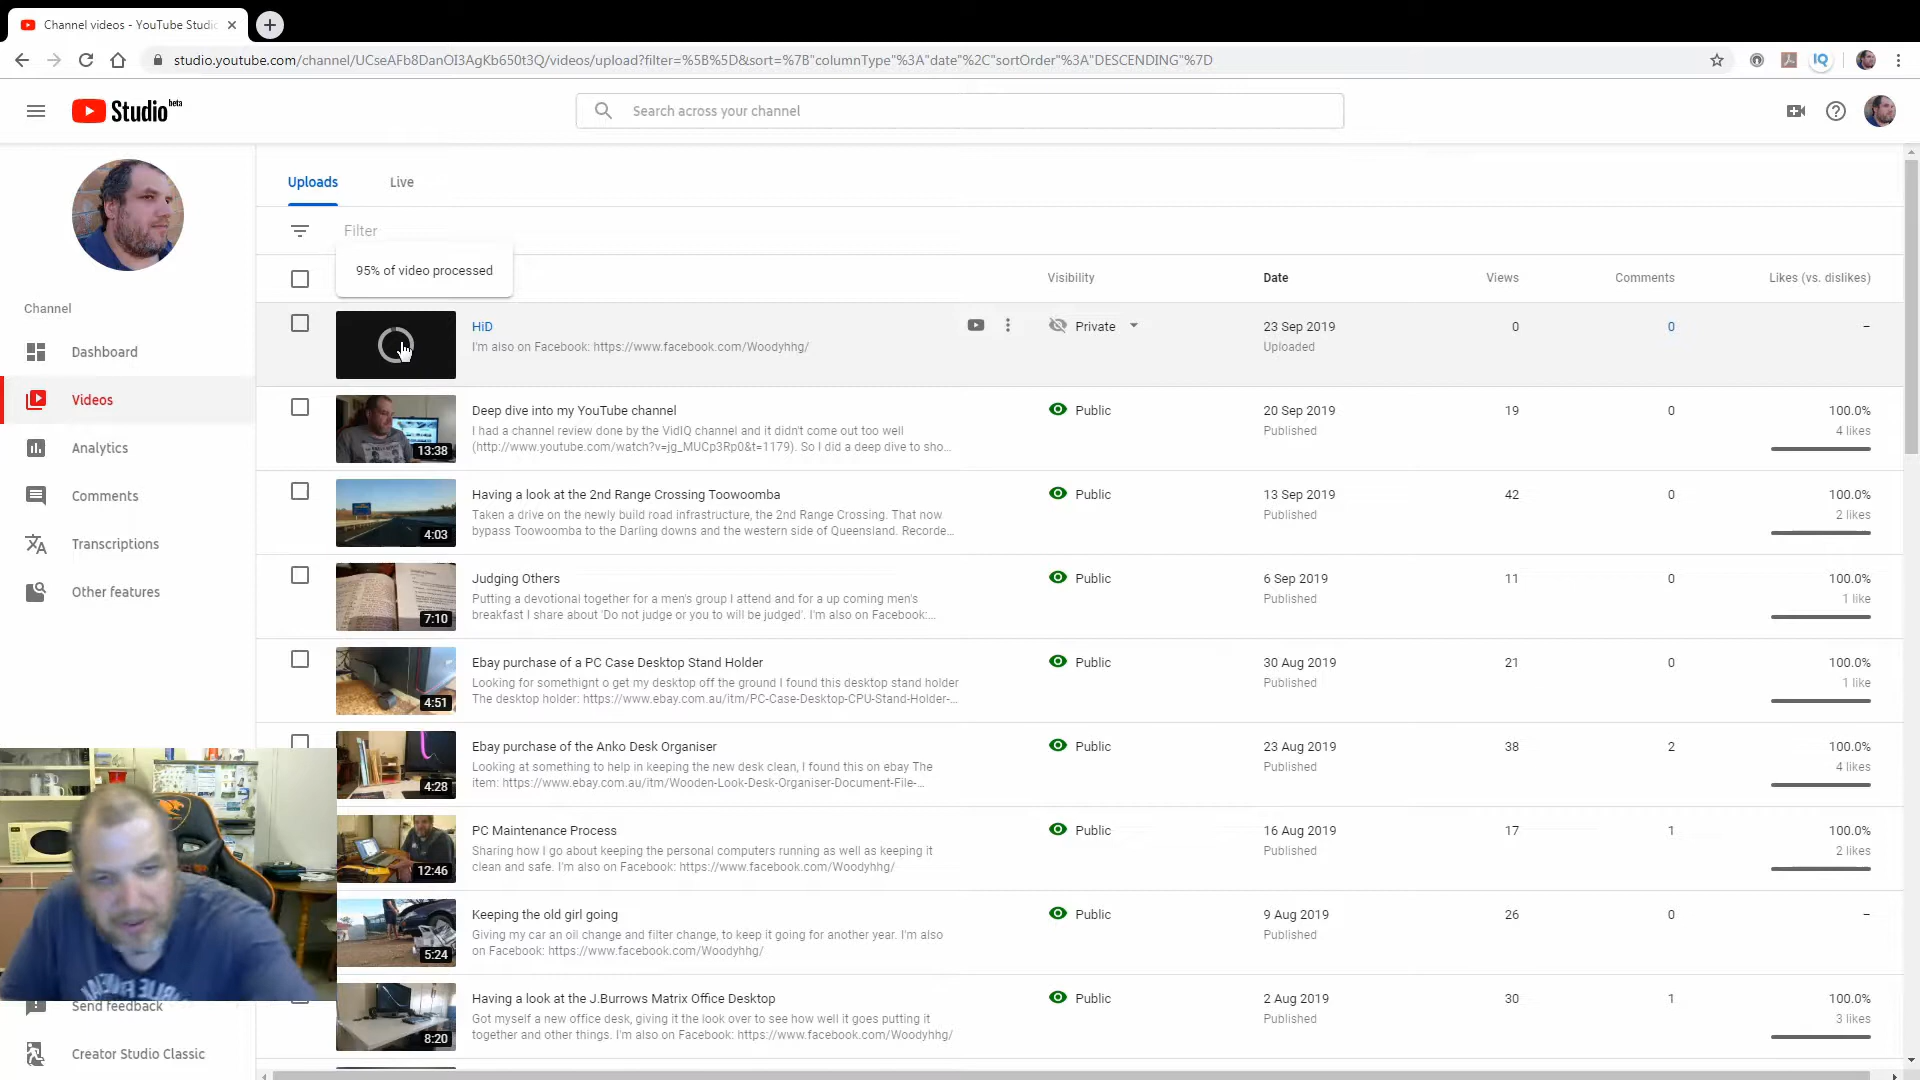 Channel videos - YouTube Studio
studio.youtube.com/channel/UCseAFb8DanOI3AgKb650t3Q/videos/upload?filter=%5B%5D&sort=%7B"columnType"%3A"date"%2C"sortOrder"%3A"DESCENDING"%7D
IQ
Studio beta
Search across your channel
Uploads
Live
Filter
95% of video processed
Visibility
Date
Views
Comments
Likes (vs. dislikes)
Channel
Dashboard
Videos
Analytics
Comments
Transcriptions
Other features
Send feedback
Creator Studio Classic
HiD
I'm also on Facebook: https://www.facebook.com/Woodyhhg/
Private
23 Sep 2019
Uploaded
0
0
–
13:38
Deep dive into my YouTube channel
I had a channel review done by the VidIQ channel and it didn't come out too well
(http://www.youtube.com/watch?v=jg_MUCp3Rp0&t=1179). So I did a deep dive to sho...
Public
20 Sep 2019
Published
19
0
100.0%
4 likes
4:03
Having a look at the 2nd Range Crossing Toowoomba
Taken a drive on the newly build road infrastructure, the 2nd Range Crossing. That now
bypass Toowoomba to the Darling downs and the western side of Queensland. Recorde...
Public
13 Sep 2019
Published
42
0
100.0%
2 likes
7:10
Judging Others
Putting a devotional together for a men's group I attend and for a up coming men's
breakfast I share about 'Do not judge or you to will be judged'. I'm also on Facebook:...
Public
6 Sep 2019
Published
11
0
100.0%
1 like
4:51
Ebay purchase of a PC Case Desktop Stand Holder
Looking for somethignt o get my desktop off the ground I found this desktop stand holder
The desktop holder: https://www.ebay.com.au/itm/PC-Case-Desktop-CPU-Stand-Holder-...
Public
30 Aug 2019
Published
21
0
100.0%
1 like
4:28
Ebay purchase of the Anko Desk Organiser
Looking at something to help in keeping the new desk clean, I found this on ebay The
item: https://www.ebay.com.au/itm/Wooden-Look-Desk-Organiser-Document-File-...
Public
23 Aug 2019
Published
38
2
100.0%
4 likes
12:46
PC Maintenance Process
Sharing how I go about keeping the personal computers running as well as keeping it
clean and safe. I'm also on Facebook: https://www.facebook.com/Woodyhhg/
Public
16 Aug 2019
Published
17
1
100.0%
2 likes
5:24
Keeping the old girl going
Giving my car an oil change and filter change, to keep it going for another year. I'm also
on Facebook: https://www.facebook.com/Woodyhhg/
Public
9 Aug 2019
Published
26
0
–
8:20
Having a look at the J.Burrows Matrix Office Desktop
Got myself a new office desk, giving it the look over to see how well it goes putting it
together and other things. I'm also on Facebook: https://www.facebook.com/Woodyhhg/
Public
2 Aug 2019
Published
30
1
100.0%
3 likes